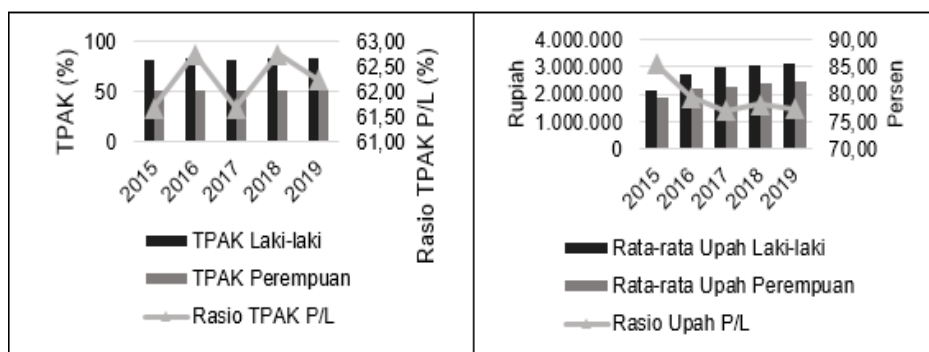 TPAK (%)
100
50
0
63,00
62,50
62,00
61,50
61,00
Rasio TPAK P/L (%)
2015
2016
2017
2018
2019
TPAK Laki-laki
TPAK Perempuan
Rasio TPAK P/L
Rupiah
4.000.000
3.000.000
2.000.000
1.000.000
0
90,00
85,00
80,00
75,00
70,00
Persen
2015
2016
2017
2018
2019
Rata-rata Upah Laki-laki
Rata-rata Upah Perempuan
Rasio Upah P/L